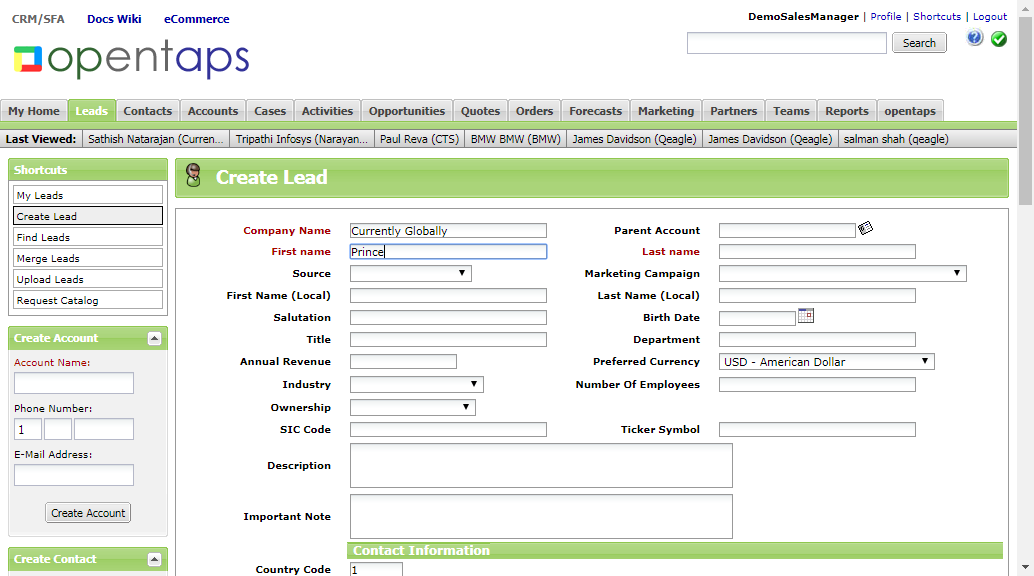 CRM/SFA Docs Wiki eCommerce
DemoSalesManager | Profile | Shortcuts | Logout
opentaps
Search
?
My Home Leads Contacts Accounts Cases Activities Opportunities Quotes Orders Forecasts Marketing Partners Teams Reports opentaps
Last Viewed: Sathish Natarajan (Curren... Tripathi Infosys (Narayan... Paul Reva (CTS) BMW BMW (BMW) James Davidson (Qeagle) James Davidson (Qeagle) salman shah (qeagle)
Shortcuts
My Leads
Create Lead
Find Leads
Merge Leads
Upload Leads
Request Catalog
Create Account
Account Name:
Phone Number:
1
E-Mail Address:
Create Account
Create Contact
Create Lead
Company Name Currently Globally Parent Account
First name Prince Last name
Source Marketing Campaign
First Name (Local) Last Name (Local)
Salutation Birth Date
Title Department
Annual Revenue Preferred Currency USD - American Dollar
Industry Number Of Employees
Ownership
SIC Code Ticker Symbol
Description
Important Note
Contact Information
Country Code 1